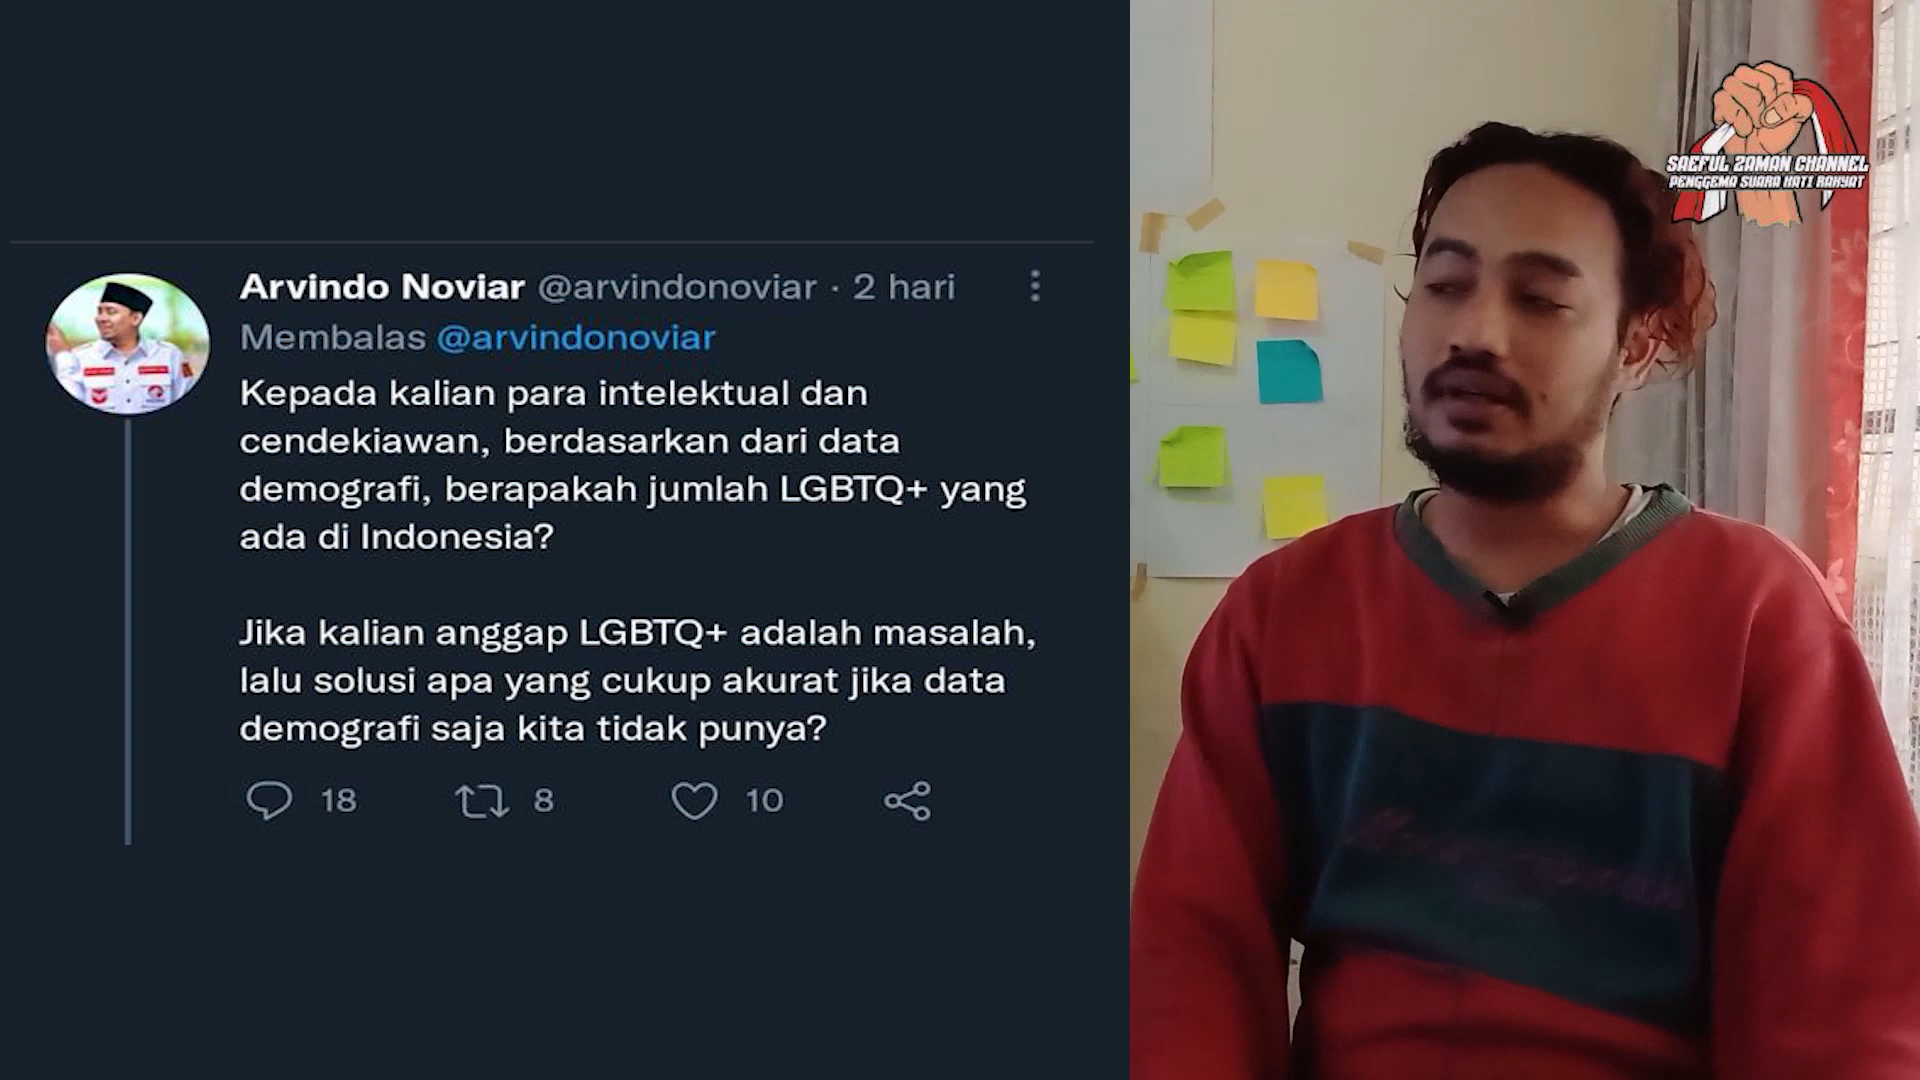 Arvindo Noviar @arvindonoviar · 2 hari
Membalas @arvindonoviar
Kepada kalian para intelektual dan
cendekiawan, berdasarkan dari data
demografi, berapakah jumlah LGBTQ+ yang
ada di Indonesia?
Jika kalian anggap LGBTQ+ adalah masalah,
lalu solusi apa yang cukup akurat jika data
demografi saja kita tidak punya?
18 8 10
SAEFUL ZAMAN CHANNEL
PENGGEMA SUARA HATI RAKYAT